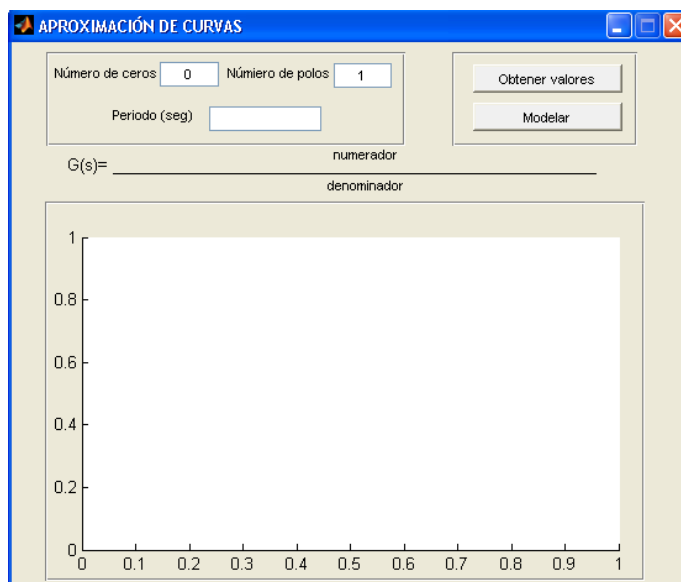 APROXIMACIÓN DE CURVAS
Número de ceros 0 Númiero de polos 1
Obtener valores
Periodo (seg)
Modelar
numerador
G(s)=
denominador
1
0.8
0.6
0.4
0.2
0
0 0.1 0.2 0.3 0.4 0.5 0.6 0.7 0.8 0.9 1